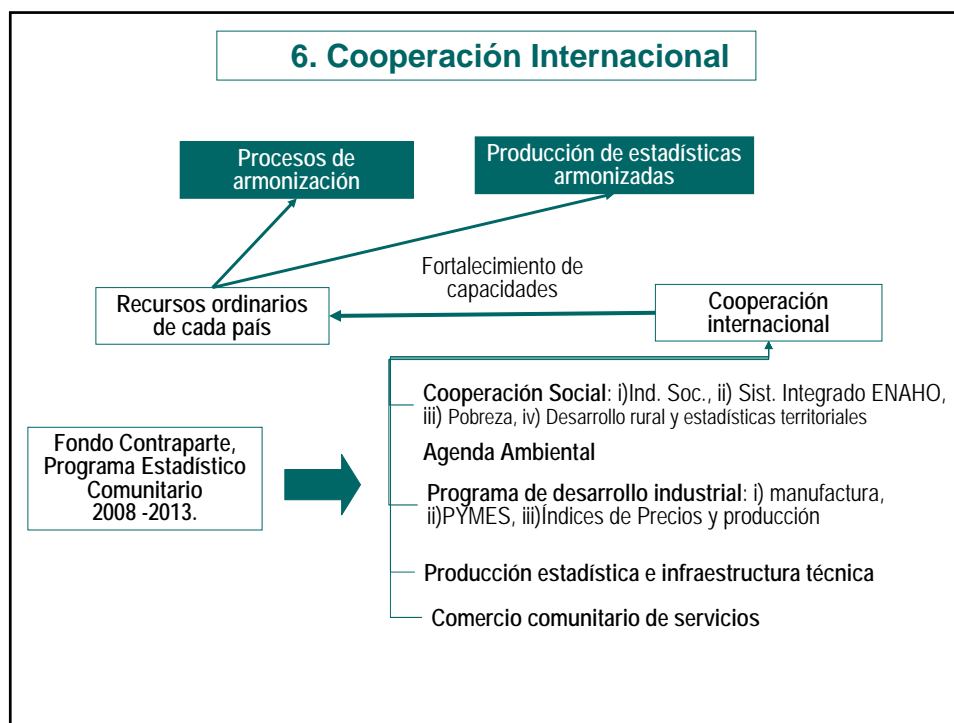 6. Cooperación Internacional
Procesos de
armonización
Producción de estadísticas
armonizadas
Fortalecimiento de
capacidades
Recursos ordinarios
de cada país
Cooperación
internacional
Cooperación Social: i)Ind. Soc., ii) Sist. Integrado ENAHO,
iii) Pobreza, iv) Desarrollo rural y estadísticas territoriales
Fondo Contraparte,
Programa Estadístico
Comunitario
2008 -2013.
Agenda Ambiental
Programa de desarrollo industrial: i) manufactura,
ii)PYMES, iii)Índices de Precios y producción
Producción estadística e infraestructura técnica
Comercio comunitario de servicios